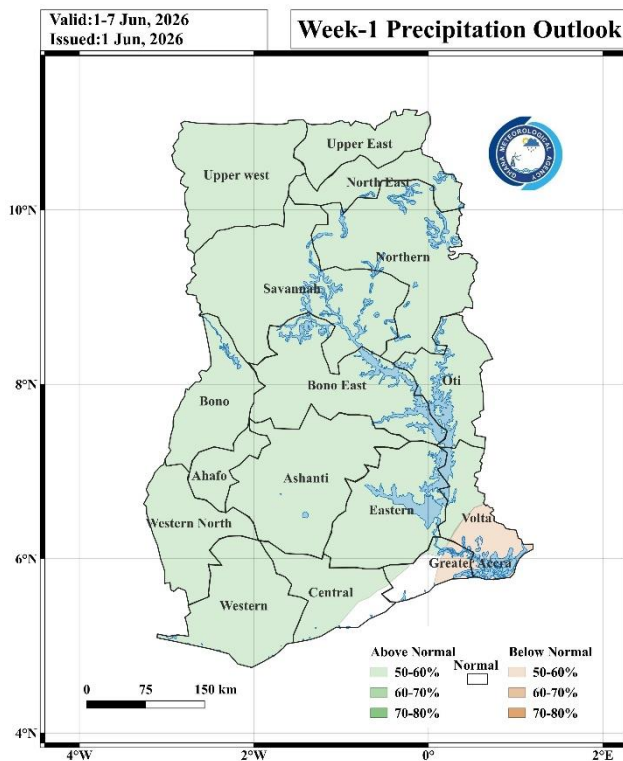 Valid:1-7 Jun, 2026
Issued:1 Jun, 2026
Week-1 Precipitation Outlook
GHANA METEOROLOGICAL AGENCY
Upper East
Upper west
North East
10°N
Northern
Savannah
8°N
Bono East
Oti
Bono
Ahafo
Ashanti
Eastern
Western North
Volta
6°N
Greater Accra
Central
Western
Above Normal
Normal
Below Normal
50-60%
50-60%
60-70%
60-70%
70-80%
70-80%
0 75 150 km
4°N
4°W 2°W 0° 2°E